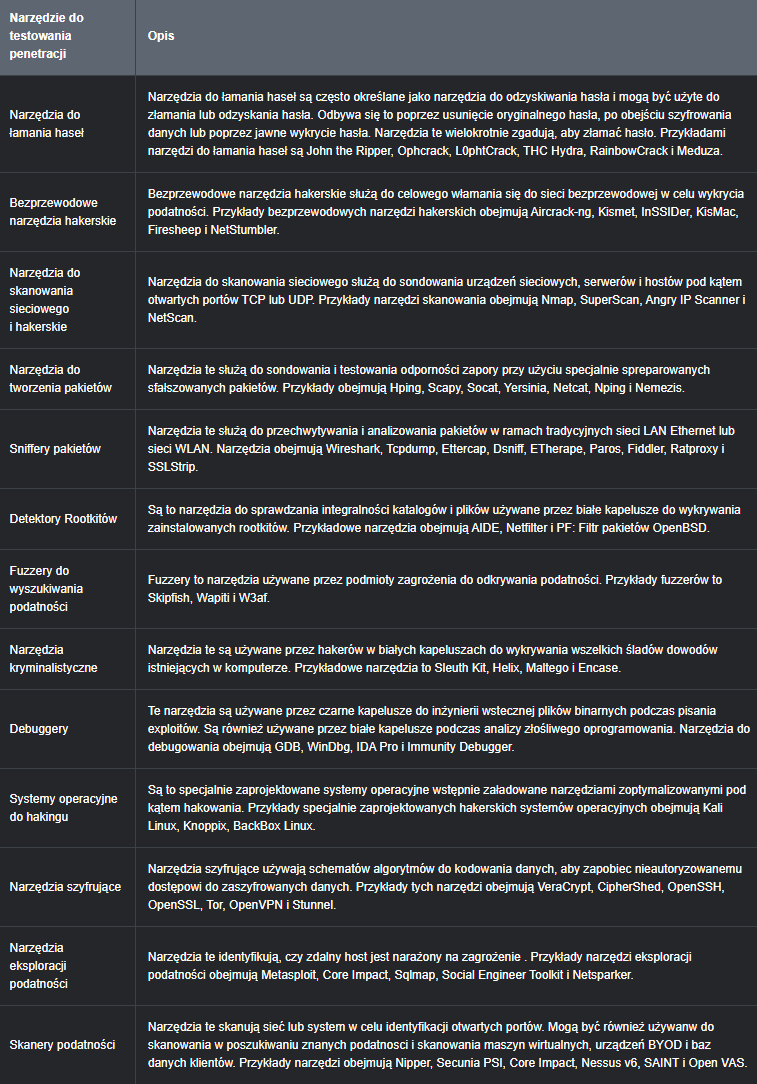 Narzędzie do
testowania
penetracji
Opis
Narzędzia do
łamania haseł
Narzędzia do łamania haseł są często określane jako narzędzia do odzyskiwania hasła i mogą być użyte do
złamania lub odzyskania hasła. Odbywa się to poprzez usunięcie oryginalnego hasła, po obejściu szyfrowania
danych lub poprzez jawne wykrycie hasła. Narzędzia te wielokrotnie zgadują, aby złamać hasło. Przykładami
narzędzi do łamania haseł są John the Ripper, Ophcrack, L0phtCrack, THC Hydra, RainbowCrack i Meduza.
Bezprzewodowe
narzędzia hakerskie
Bezprzewodowe narzędzia hakerskie służą do celowego włamania się do sieci bezprzewodowej w celu wykrycia
podatności. Przykłady bezprzewodowych narzędzi hakerskich obejmują Aircrack-ng, Kismet, InSSIDer, KisMac,
Firesheep i NetStumbler.
Narzędzia do
skanowania
sieciowego
i hakerskie
Narzędzia do skanowania sieciowego służą do sondowania urządzeń sieciowych, serwerów i hostów pod kątem
otwartych portów TCP lub UDP. Przykłady narzędzi skanowania obejmują Nmap, SuperScan, Angry IP Scanner i
NetScan.
Narzędzia do
tworzenia pakietów
Narzędzia te służą do sondowania i testowania odporności zapory przy użyciu specjalnie spreparowanych
sfałszowanych pakietów. Przykłady obejmują Hping, Scapy, Socat, Yersinia, Netcat, Nping i Nemezis.
Sniffery pakietów
Narzędzia te służą do przechwytywania i analizowania pakietów w ramach tradycyjnych sieci LAN Ethernet lub
sieci WLAN. Narzędzia obejmują Wireshark, Tcpdump, Ettercap, Dsniff, ETherape, Paros, Fiddler, Ratproxy i
SSLStrip.
Detektory Rootkitów
Są to narzędzia do sprawdzania integralności katalogów i plików używane przez białe kapelusze do wykrywania
zainstalowanych rootkitów. Przykładowe narzędzia obejmują AIDE, Netfilter i PF: Filtr pakietów OpenBSD.
Fuzzery do
wyszukiwania
podatności
Fuzzery to narzędzia używane przez podmioty zagrożenia do odkrywania podatności. Przykłady fuzzerów to
Skipfish, Wapiti i W3af.
Narzędzia
kryminalistyczne
Narzędzia te są używane przez hakerów w białych kapeluszach do wykrywania wszelkich śladów dowodów
istniejących w komputerze. Przykładowe narzędzia to Sleuth Kit, Helix, Maltego i Encase.
Debuggery
Te narzędzia są używane przez czarne kapelusze do inżynierii wstecznej plików binarnych podczas pisania
exploitów. Są również używane przez białe kapelusze podczas analizy złośliwego oprogramowania. Narzędzia do
debugowania obejmują GDB, WinDbg, IDA Pro i Immunity Debugger.
Systemy operacyjne
do hakingu
Są to specjalnie zaprojektowane systemy operacyjne wstępnie załadowane narzędziami zoptymalizowanymi pod
kątem hakowania. Przykłady specjalnie zaprojektowanych hakerskich systemów operacyjnych obejmują Kali
Linux, Knoppix, BackBox Linux.
Narzędzia szyfrujące
Narzędzia szyfrujące używają schematów algorytmów do kodowania danych, aby zapobiec nieautoryzowanemu
dostępowi do zaszyfrowanych danych. Przykłady tych narzędzi obejmują VeraCrypt, CipherShed, OpenSSH,
OpenSSL, Tor, OpenVPN i Stunnel.
Narzędzia
eksploracji
podatności
Narzędzia te identyfikują, czy zdalny host jest narażony na zagrożenie . Przykłady narzędzi eksploracji
podatności obejmują Metasploit, Core Impact, Sqlmap, Social Engineer Toolkit i Netsparker.
Skanery podatności
Narzędzia te skanują sieć lub system w celu identyfikacji otwartych portów. Mogą być również używanw do
skanowania w poszukiwaniu znanych podatnosci i skanowania maszyn wirtualnych, urządzeń BYOD i baz
danych klientów. Przykłady narzędzi obejmują Nipper, Secunia PSI, Core Impact, Nessus v6, SAINT i Open VAS.